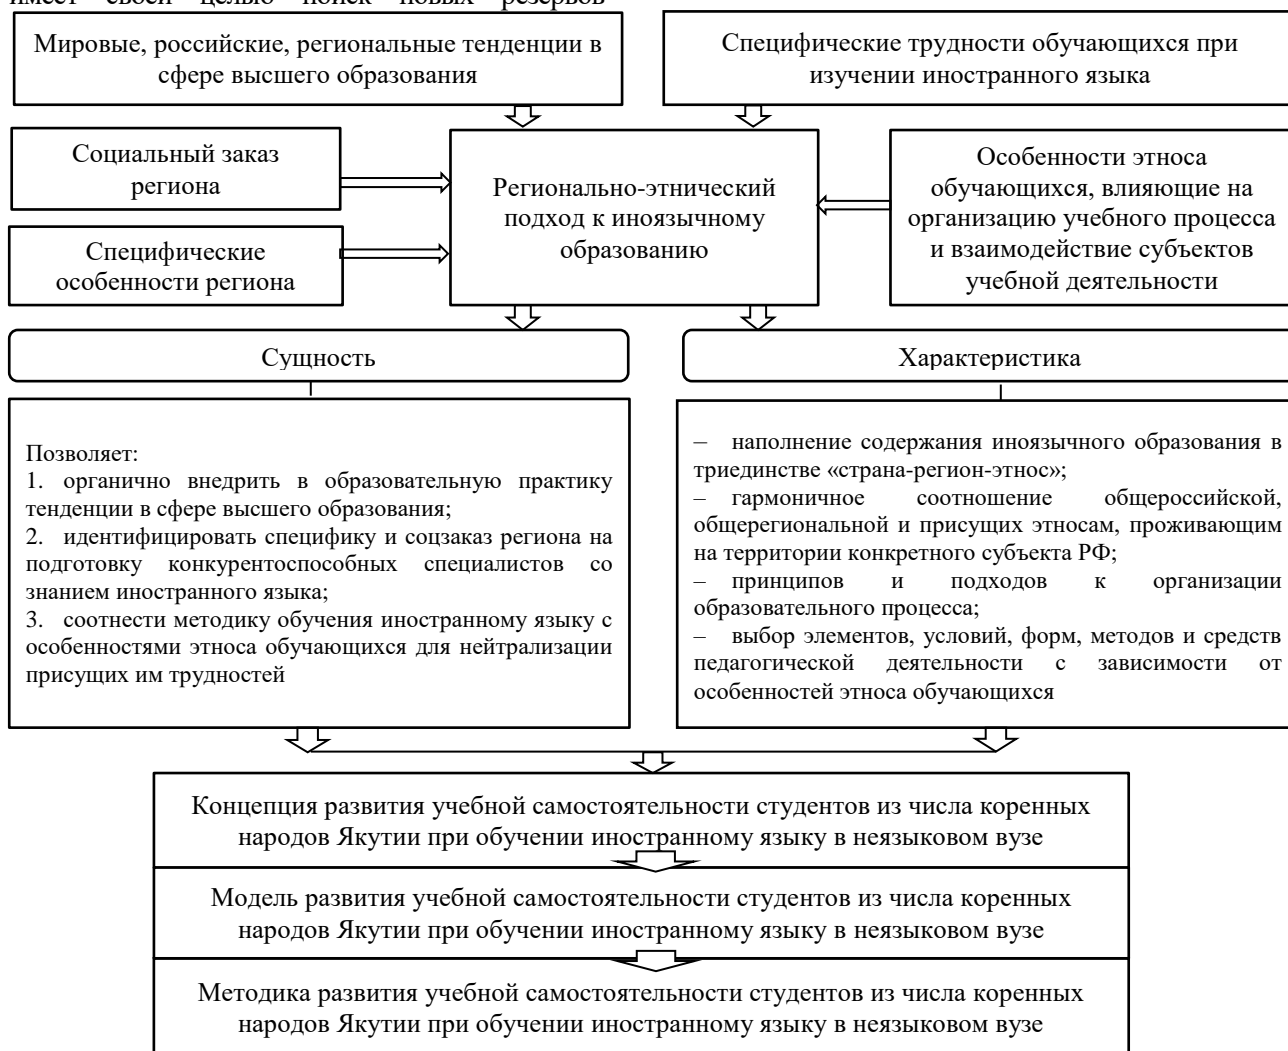 имеет своей целью поиск новых резервов
Мировые, российские, региональные тенденции в
сфере высшего образования
Специфические трудности обучающихся при
изучении иностранного языка
Социальный заказ
региона
Специфические
особенности региона
Регионально-этнический
подход к иноязычному
образованию
Особенности этноса
обучающихся, влияющие на
организацию учебного процесса
и взаимодействие субъектов
учебной деятельности
Сущность
Характеристика
Позволяет:
1. органично внедрить в образовательную практику
тенденции в сфере высшего образования;
2. идентифицировать специфику и соцзаказ региона на
подготовку конкурентоспособных специалистов со
знанием иностранного языка;
3. соотнести методику обучения иностранному языку с
особенностями этноса обучающихся для нейтрализации
присущих им трудностей
– наполнение содержания иноязычного образования в
триединстве «страна-регион-этнос»;
– гармоничное соотношение общероссийской,
общерегиональной и присущих этносам, проживающим
на территории конкретного субъекта РФ;
– принципов и подходов к организации
образовательного процесса;
– выбор элементов, условий, форм, методов и средств
педагогической деятельности с зависимости от
особенностей этноса обучающихся
Концепция развития учебной самостоятельности студентов из числа коренных
народов Якутии при обучении иностранному языку в неязыковом вузе
Модель развития учебной самостоятельности студентов из числа коренных
народов Якутии при обучении иностранному языку в неязыковом вузе
Методика развития учебной самостоятельности студентов из числа коренных
народов Якутии при обучении иностранному языку в неязыковом вузе